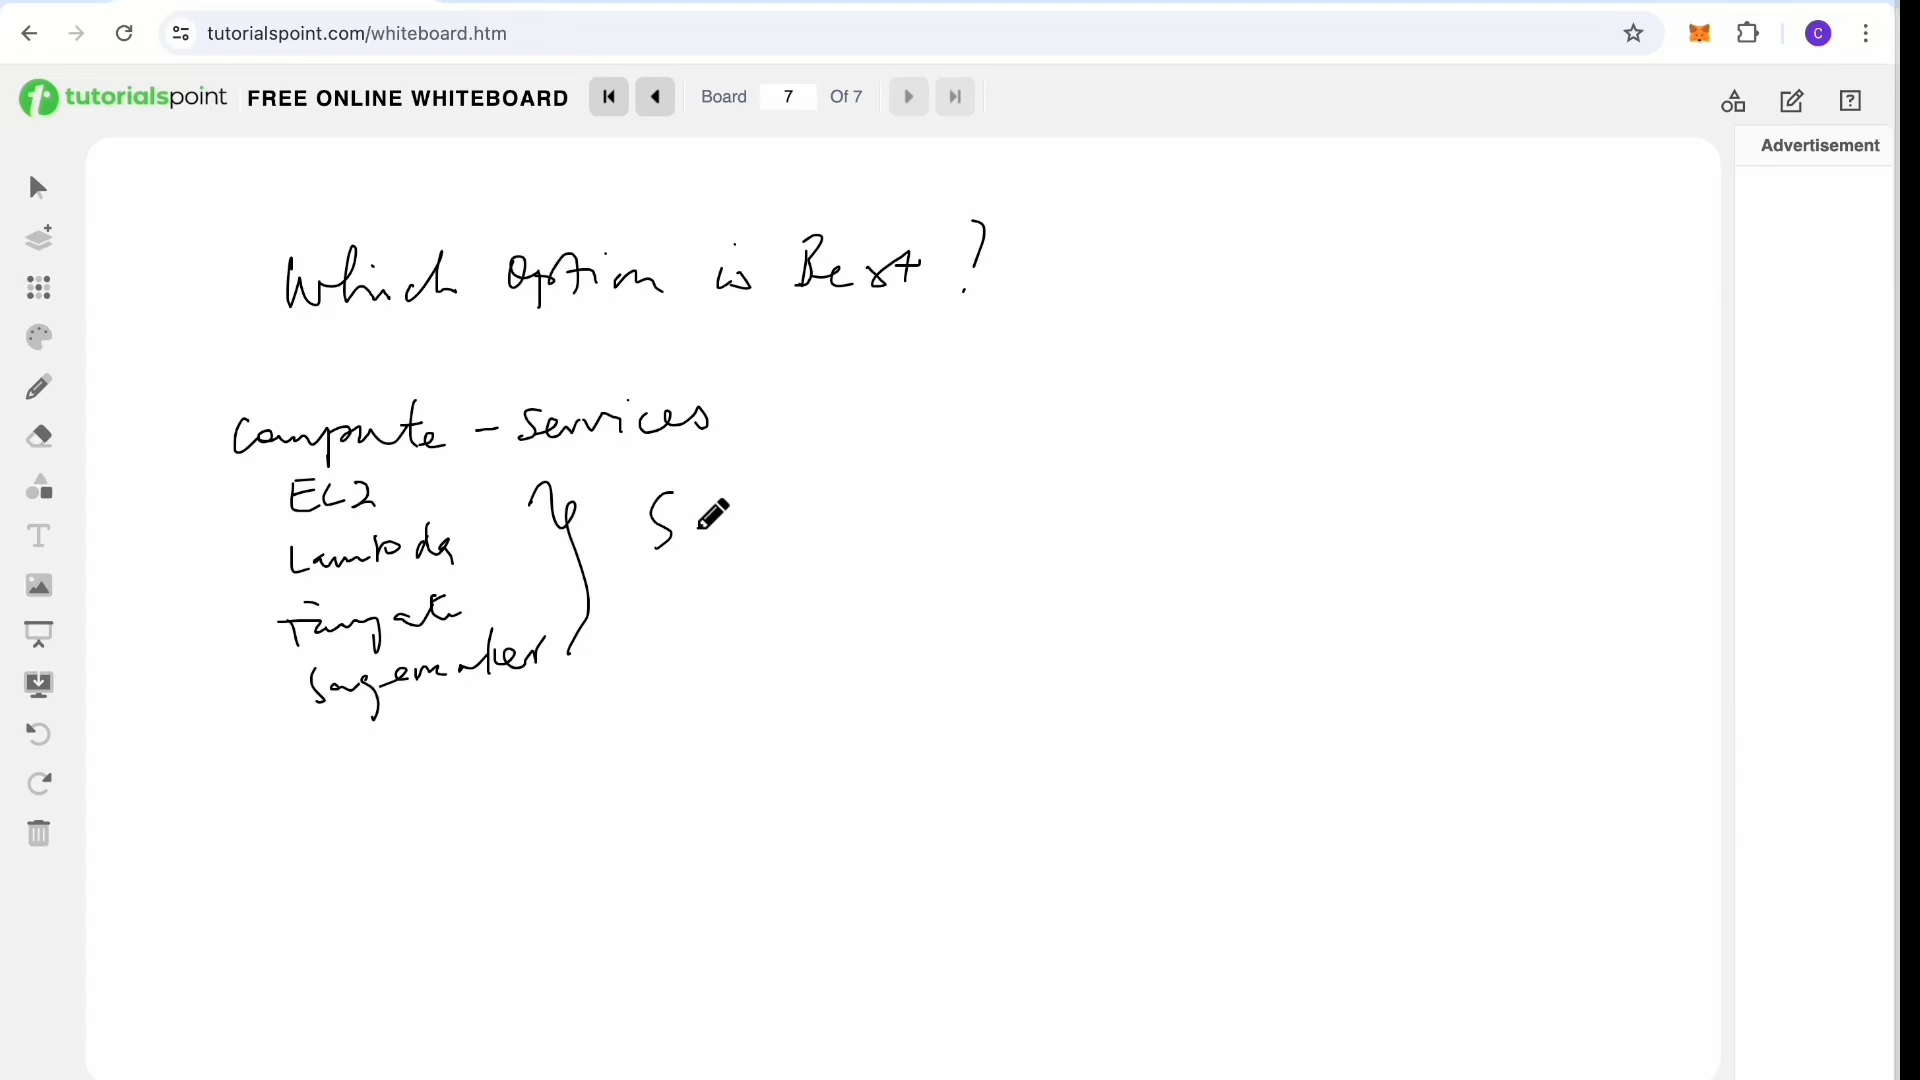 tutorialspoint.com/whiteboard.htm
C
tutorialspoint FREE ONLINE WHITEBOARD Board 7 Of 7
Advertisement
Which Option is Best ?
Compute - Services
EC2
Lambda
Fargate
Sagemaker
S